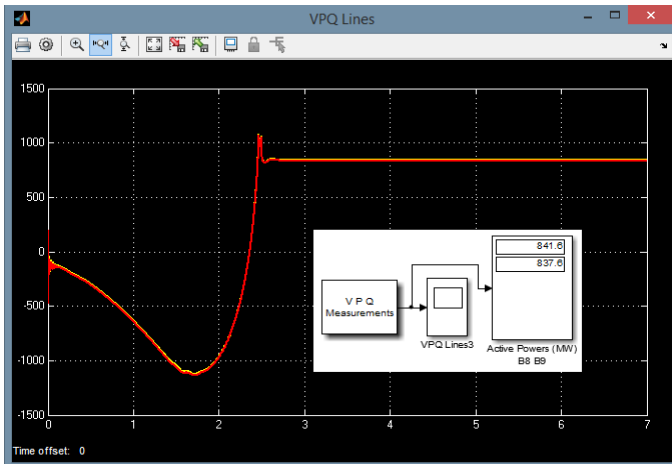 VPQ Lines
1500
1000
500
0
-500
-1000
-1500
0 1 2 3 4 5 6 7
Time offset: 0
V P Q
Measurements
VPQ Lines3
841.6
837.6
Active Powers (MW)
B8 B9